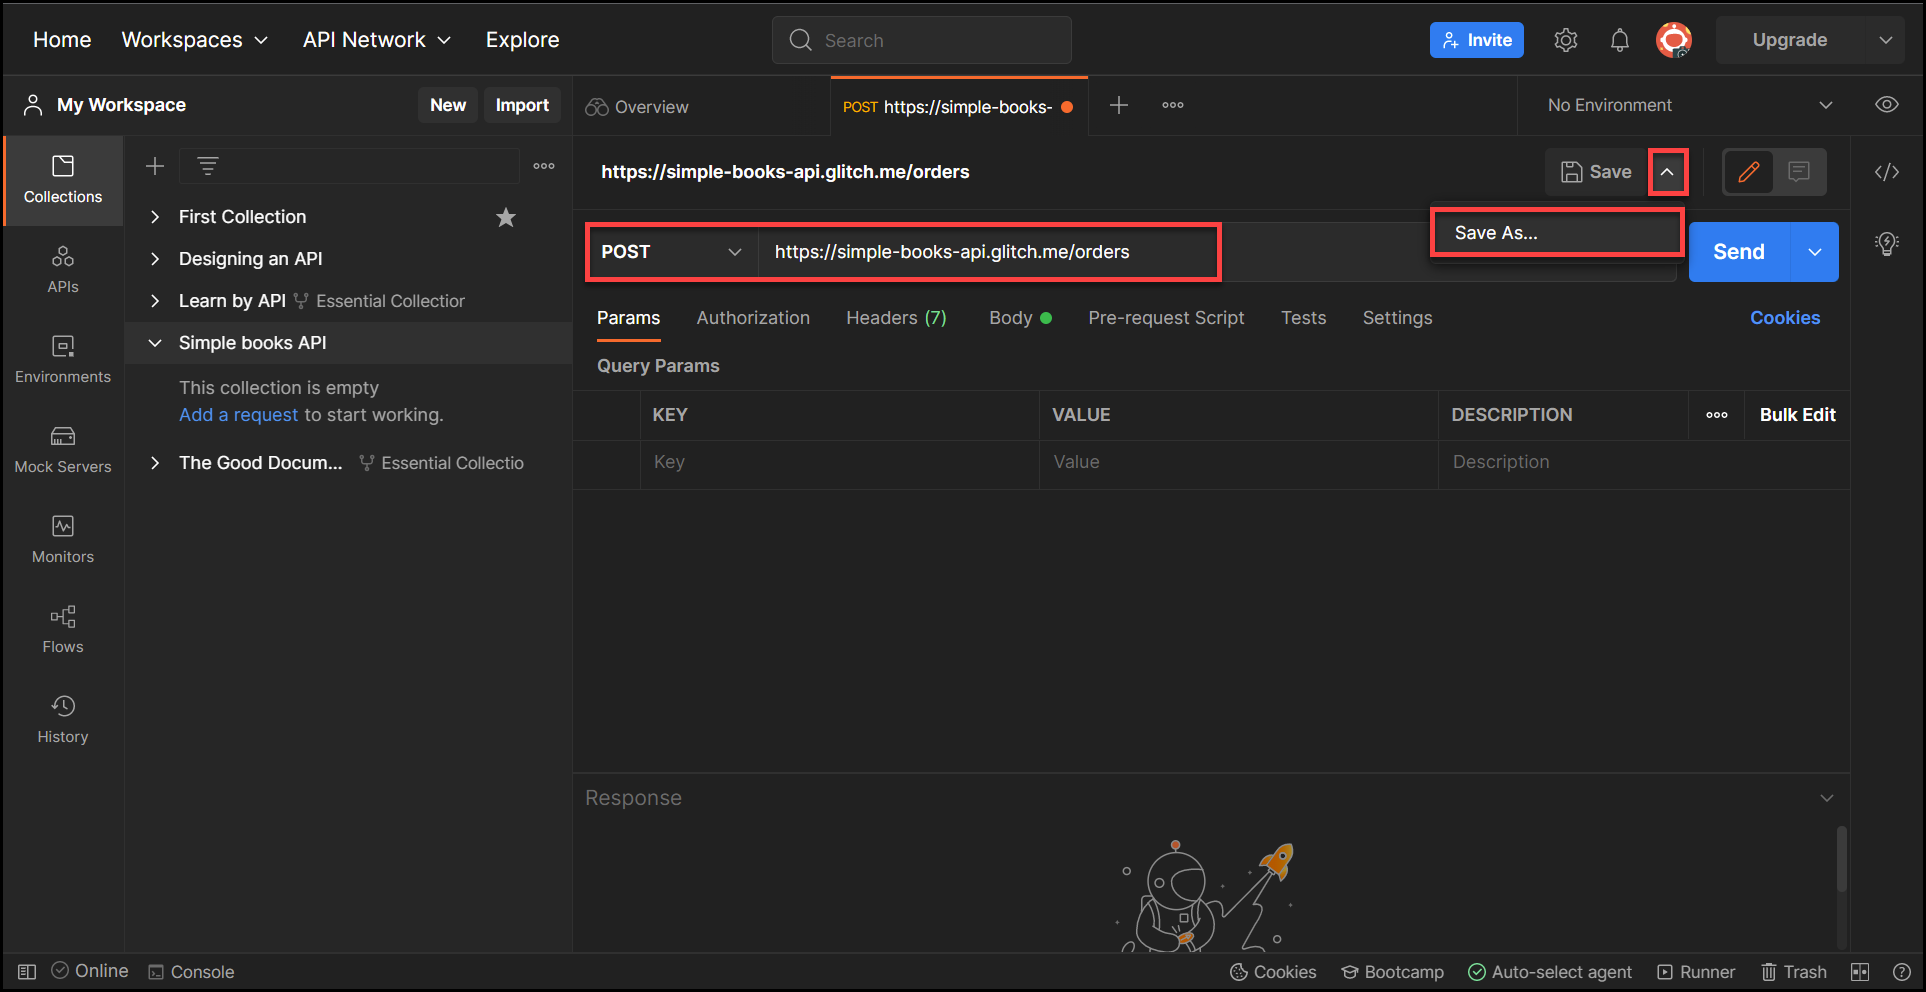 Home Workspaces API Network Explore Search Invite Upgrade
My Workspace New Import Overview POST https://simple-books- No Environment
Collections
APIs
Environments
Mock Servers
Monitors
Flows
History
First Collection
Designing an API
Learn by API Essential Collectior
Simple books API
This collection is empty
Add a request to start working.
The Good Docum... Essential Collectio
https://simple-books-api.glitch.me/orders Save
Save As...
POST https://simple-books-api.glitch.me/orders Send
Params Authorization Headers (7) Body Pre-request Script Tests Settings Cookies
Query Params
KEY VALUE DESCRIPTION Bulk Edit
Key Value Description
Response
Online Console Cookies Bootcamp Auto-select agent Runner Trash